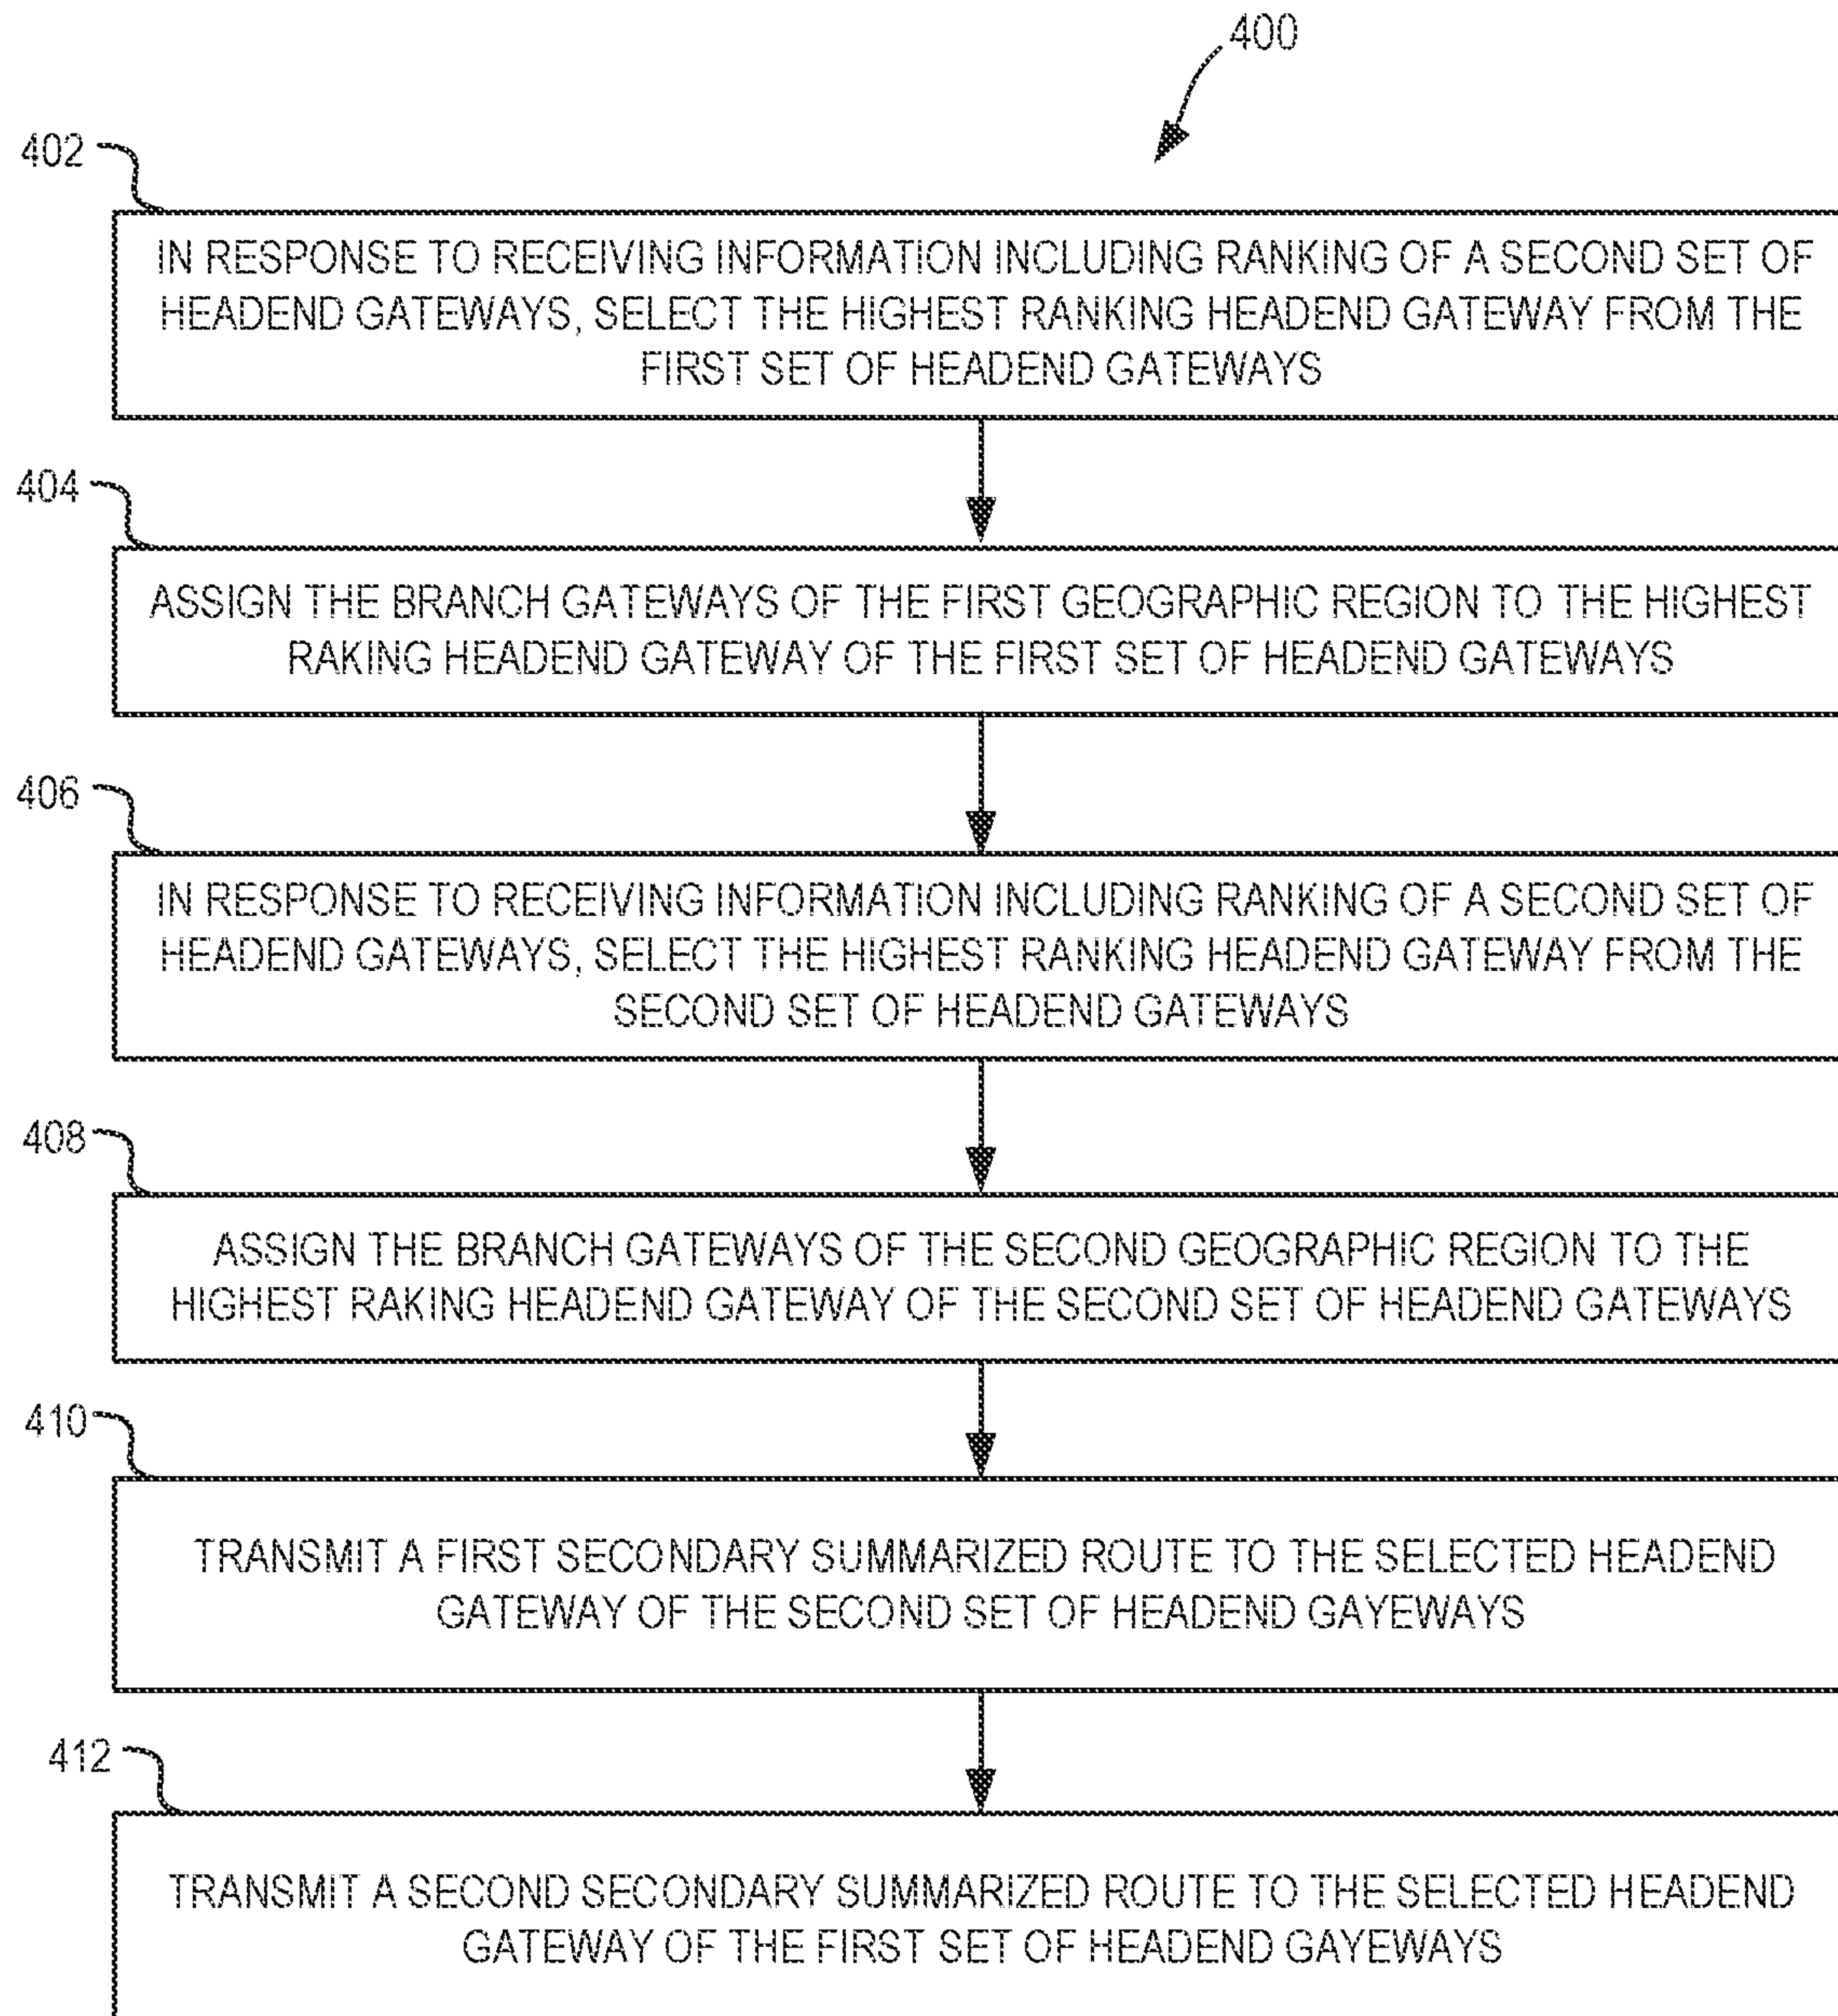 400
402
IN RESPONSE TO RECEIVING INFORMATION INCLUDING RANKING OF A SECOND SET OF
HEADEND GATEWAYS, SELECT THE HIGHEST RANKING HEADEND GATEWAY FROM THE
FIRST SET OF HEADEND GATEWAYS
404
ASSIGN THE BRANCH GATEWAYS OF THE FIRST GEOGRAPHIC REGION TO THE HIGHEST
RAKING HEADEND GATEWAY OF THE FIRST SET OF HEADEND GATEWAYS
406
IN RESPONSE TO RECEIVING INFORMATION INCLUDING RANKING OF A SECOND SET OF
HEADEND GATEWAYS, SELECT THE HIGHEST RANKING HEADEND GATEWAY FROM THE
SECOND SET OF HEADEND GATEWAYS
408
ASSIGN THE BRANCH GATEWAYS OF THE SECOND GEOGRAPHIC REGION TO THE
HIGHEST RAKING HEADEND GATEWAY OF THE SECOND SET OF HEADEND GATEWAYS
410
TRANSMIT A FIRST SECONDARY SUMMARIZED ROUTE TO THE SELECTED HEADEND
GATEWAY OF THE SECOND SET OF HEADEND GAYEWAYS
412
TRANSMIT A SECOND SECONDARY SUMMARIZED ROUTE TO THE SELECTED HEADEND
GATEWAY OF THE FIRST SET OF HEADEND GAYEWAYS